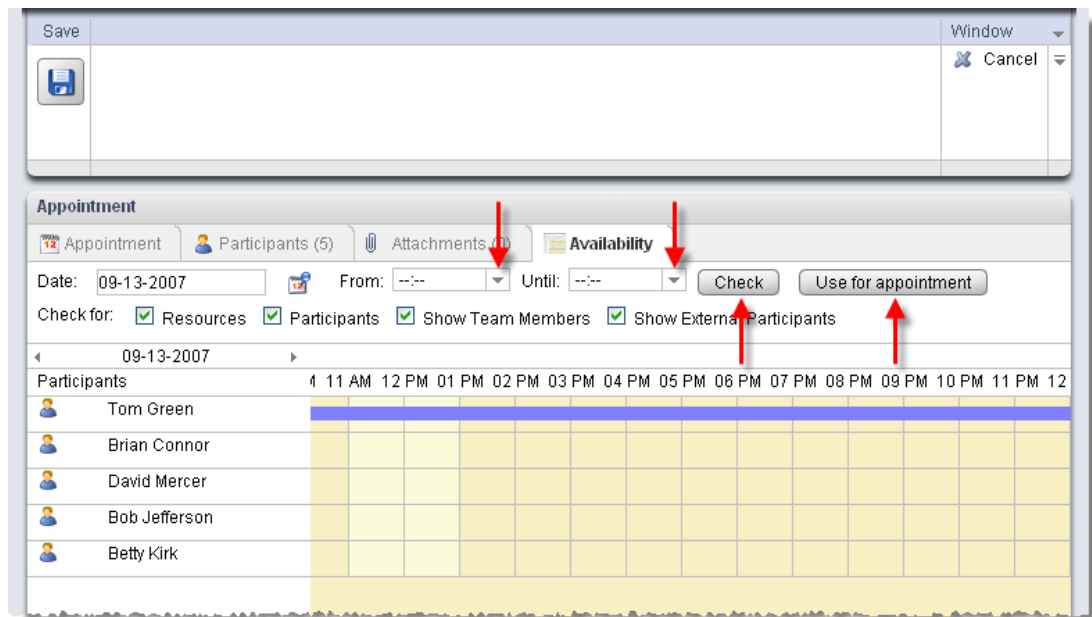 Save Window
Cancel
Appointment
Appointment Participants (5) Attachments Availability
Date: 09-13-2007 From: --:-- Until: --:-- Check Use for appointment
Check for: Resources Participants Show Team Members Show External Participants
09-13-2007
Participants 11 AM 12 PM 01 PM 02 PM 03 PM 04 PM 05 PM 06 PM 07 PM 08 PM 09 PM 10 PM 11 PM 12
Tom Green
Brian Connor
David Mercer
Bob Jefferson
Betty Kirk